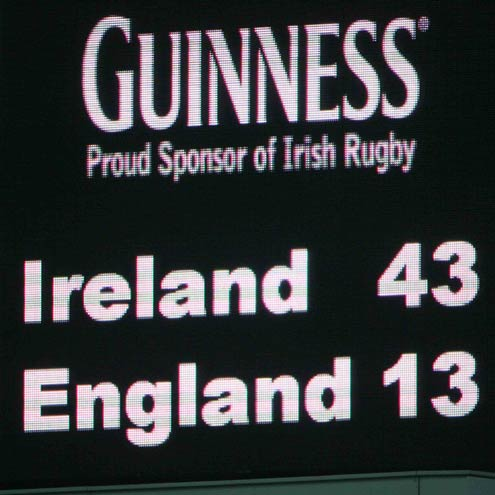 GUINNESS®
Proud Sponsor of Irish Rugby
Ireland 43
England 13